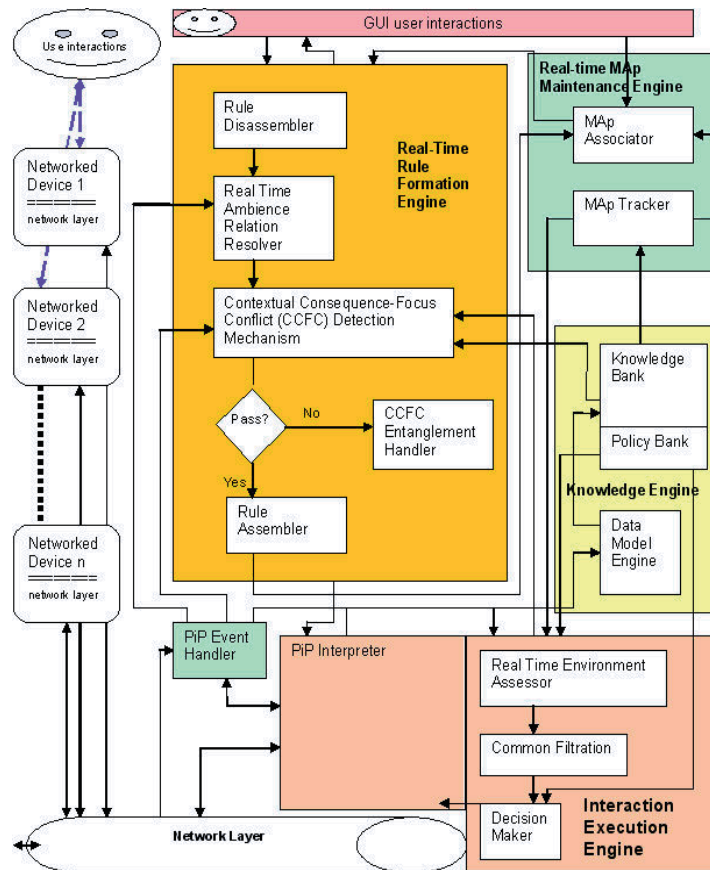 GUI user interactions
Use interactions
Real-time MAp
Maintenance Engine
MAp
Associator
MAp Tracker
Rule
Disassembler
Real-Time
Rule
Formation
Engine
Real Time
Ambience
Relation
Resolver
Contextual Consequence-Focus
Conflict (CCFC) Detection
Mechanism
Pass?
No
Yes
CCFC
Entanglement
Handler
Rule
Assembler
Networked
Device 1
=======
network layer
Networked
Device 2
=======
network layer
Networked
Device n
=======
network layer
Knowledge
Bank
Policy Bank
Knowledge Engine
Data
Model
Engine
PiP Event
Handler
PiP Interpreter
Real Time Environment
Assessor
Common Filtration
Decision
Maker
Interaction
Execution
Engine
Network Layer